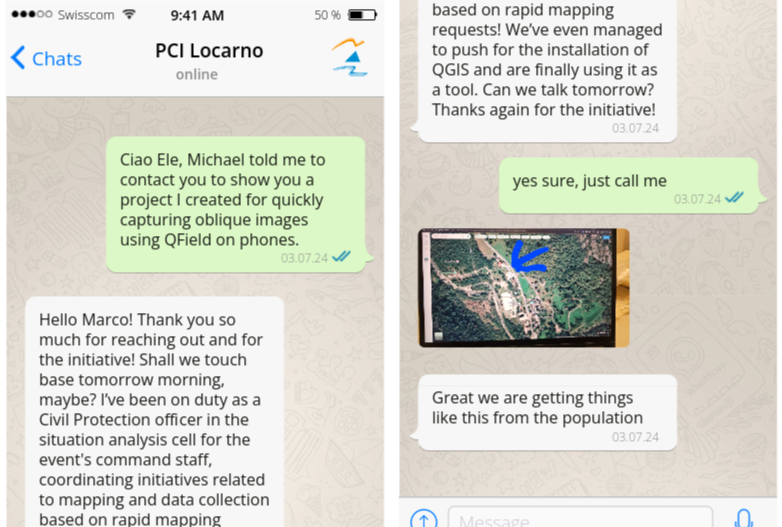 Swisscom 9:41 AM 50 %
Chats
PCI Locarno
online
Ciao Ele, Michael told me to
contact you to show you a
project I created for quickly
capturing oblique images
using QField on phones.
03.07.24
Hello Marco! Thank you so
much for reaching out and for
the initiative! Shall we touch
base tomorrow morning,
maybe? I've been on duty as a
Civil Protection officer in the
situation analysis cell for the
event's command staff,
coordinating initiatives related
to mapping and data collection
based on rapid mapping
based on rapid mapping
requests! We've even managed
to push for the installation of
QGIS and are finally using it as
a tool. Can we talk tomorrow?
Thanks again for the initiative!
03.07.24
yes sure, just call me
03.07.24
Great we are getting things
like this from the population
03.07.24
Message